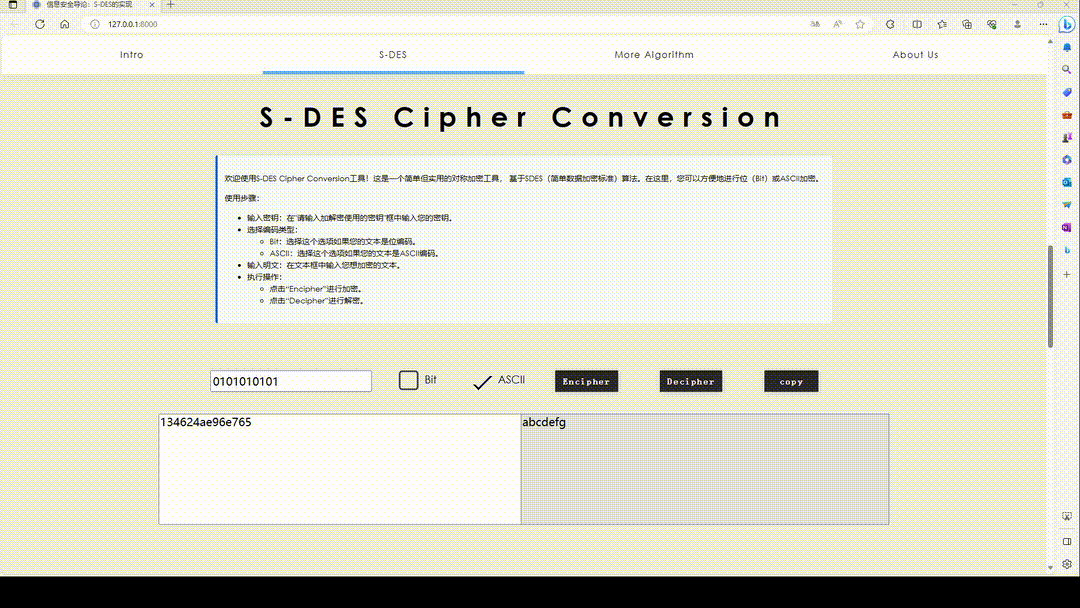 信息安全导论：S-DES的实现
127.0.0.1:8000
Intro
S-DES
More Algorithm
About Us
S-DES Cipher Conversion
欢迎使用S-DES Cipher Conversion工具！这是一个简单但实用的对称加密工具， 基于SDES（简单数据加密标准）算法。在这里，您可以方便地进行位（Bit）或ASCII加密。
使用步骤：
输入密钥：在"请输入加解密使用的密钥"框中输入您的密钥。
选择编码类型：
Bit：选择这个选项如果您的文本是位编码。
ASCII：选择这个选项如果您的文本是ASCII编码。
输入明文：在文本框中输入您想加密的文本。
执行操作：
点击“Encipher”进行加密。
点击“Decipher”进行解密。
0101010101
Bit
ASCII
Encipher
Decipher
copy
134624ae96e765
abcdefg